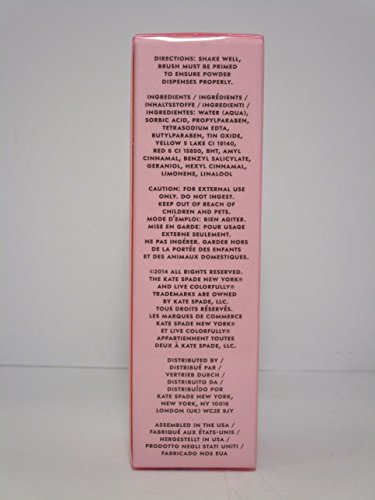 DIRECTIONS: SHAKE WELL,
BRUSH MUST BE PRIMED
TO ENSURE POWDER
DISPENSES PROPERLY.
INGREDIENTS / INGRÉDIENTS /
INHALTSSTOFFE / INGREDIENTI /
INGREDIENTES: WATER (AQUA),
SORBIC ACID, PROPYLPARABEN,
TETRASODIUM EDTA,
BUTYLPARABEN, TIN OXIDE,
YELLOW 5 LAKE CI 19140,
RED 6 CI 15850, BHT, AMYL
CINNAMAL, BENZYL SALICYLATE,
GERANIOL, HEXYL CINNAMAL,
LIMONENE, LINALOOL
CAUTION: FOR EXTERNAL USE
ONLY. DO NOT INGEST.
KEEP OUT OF REACH OF
CHILDREN AND PETS.
MODE D'EMPLOI: BIEN AGITER.
MISE EN GARDE: POUR USAGE
EXTERNE SEULEMENT.
NE PAS INGÉRER. GARDER HORS
DE LA PORTÉE DES ENFANTS
ET DES ANIMAUX DOMESTIQUES.
©2014 ALL RIGHTS RESERVED.
THE KATE SPADE NEW YORK®
AND LIVE COLORFULLY®
TRADEMARKS ARE OWNED
BY KATE SPADE, LLC.
TOUS DROITS RÉSERVÉS.
LES MARQUES DE COMMERCE
KATE SPADE NEW YORK®
ET LIVE COLORFULLY®
APPARTIENNENT TOUTES
DEUX À KATE SPADE, LLC.
DISTRIBUTED BY /
DISTRIBUÉ PAR /
VERTRIEB DURCH /
DISTRIBUITO DA /
DISTRIBUÍDO POR
KATE SPADE NEW YORK,
NEW YORK, NY 10016
LONDON (UK) WC2E 9JY
ASSEMBLED IN THE USA /
FABRIQUÉ AUX ÉTATS-UNIS /
HERGESTELLT IN USA /
PRODOTTO NEGLI STATI UNITI /
FABRICADO NOS EUA